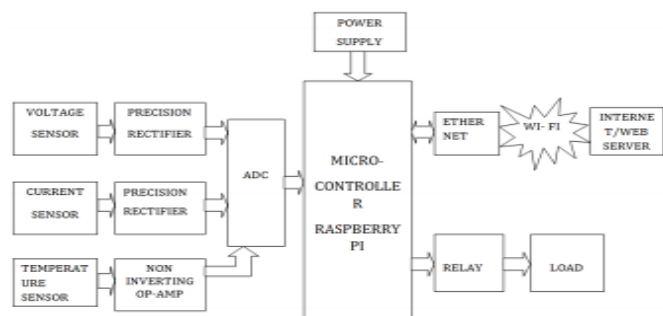 POWER
SUPPLY
VOLTAGE
SENSOR
PRECISION
RECTIFIER
CURRENT
SENSOR
PRECISION
RECTIFIER
TEMPERAT
URE SENSOR
NON
INVERTING
OP-AMP
ADC
MICRO-
CONTROLLE
R
RASPBERRY
PI
ETHER
NET
WI- FI
INTERNE
T/WEB
SERVER
RELAY
LOAD